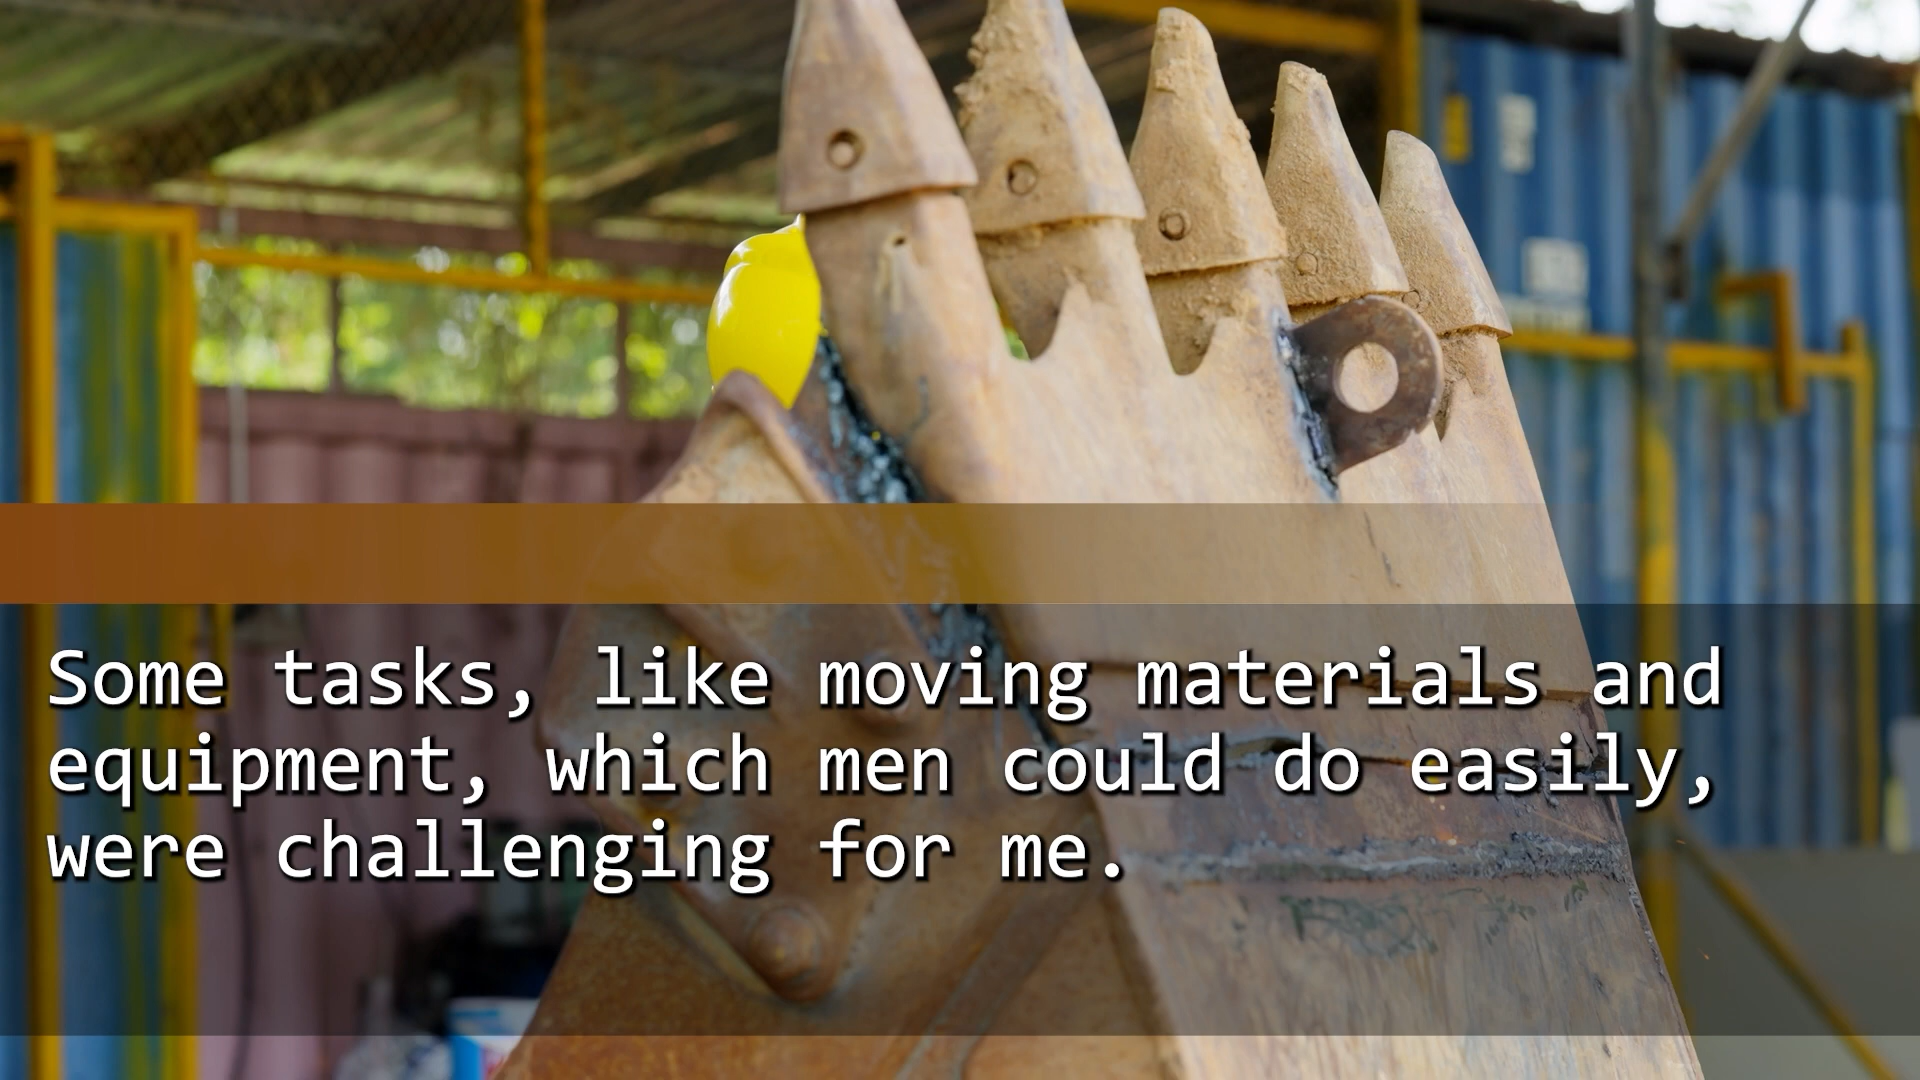 Some tasks, like moving materials and
equipment, which men could do easily,
were challenging for me.